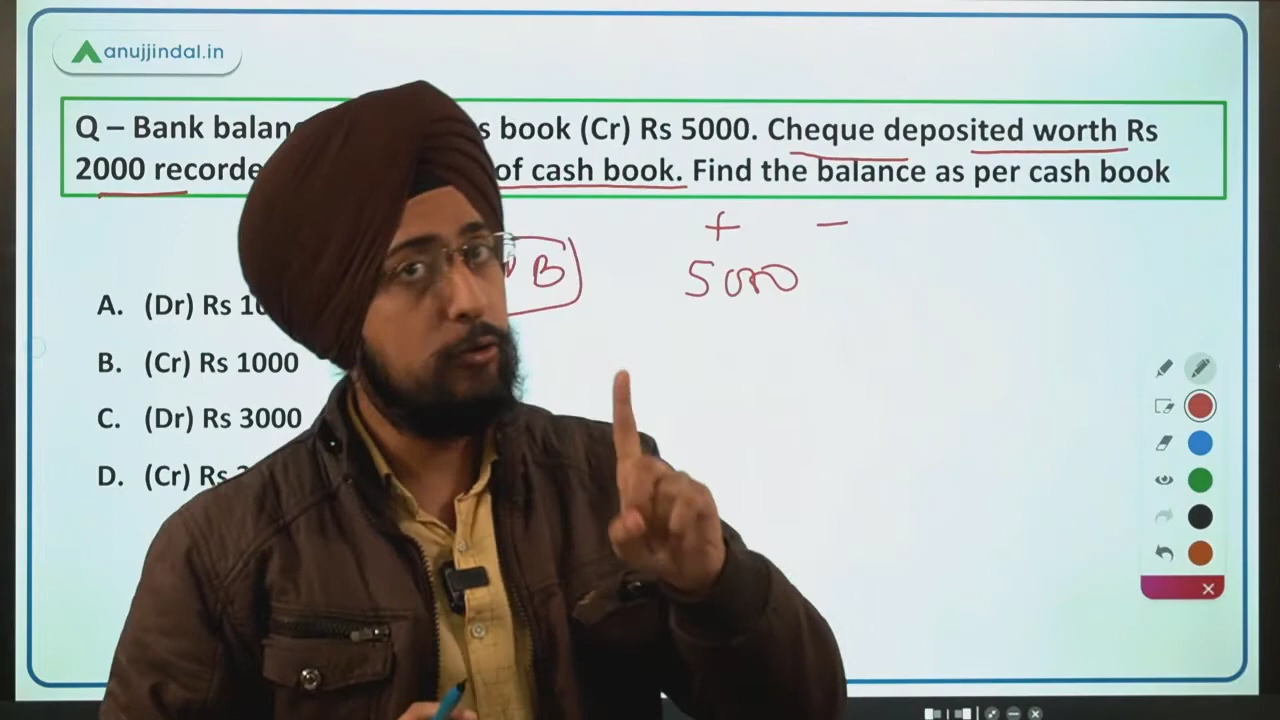 anujjindal.in
Q – Bank balan s book (Cr) Rs 5000. Cheque deposited worth Rs
2000 recorde of cash book. Find the balance as per cash book
+ –
B 5000
A. (Dr) Rs 1
B. (Cr) Rs 1000
C. (Dr) Rs 3000
D. (Cr) Rs